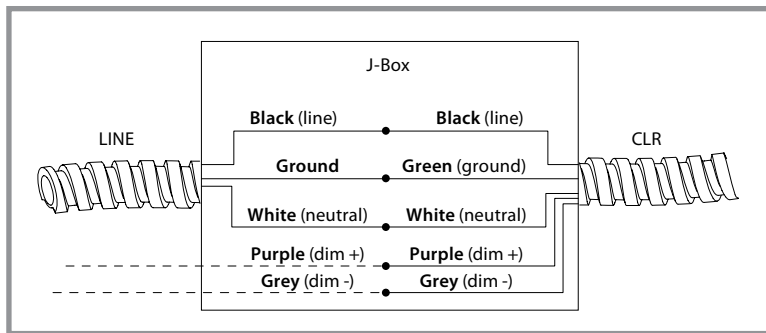 J-Box
Black (line) Black (line)
LINE CLR
Ground Green (ground)
White (neutral) White (neutral)
Purple (dim +) Purple (dim +)
Grey (dim -) Grey (dim -)